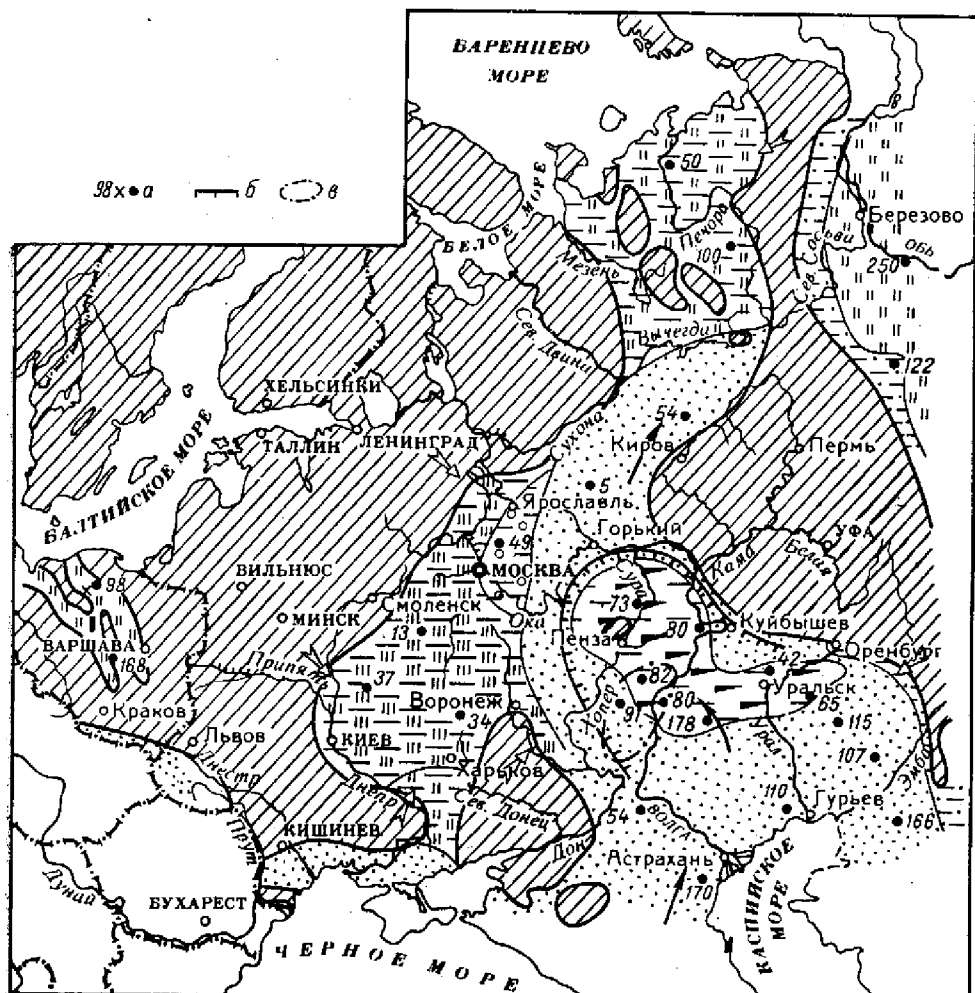 БАРЕНЦЕВО
МОРЕ
98х • а
б
в
50
БЕЛОЕ МОРЕ
Печора
Березово
Мезень
100
Обь
250
Сев. Сосьва
Сев. Двина
Вычегда
122
ХЕЛЬСИНКИ
ТАЛЛИН
ЛЕНИНГРАД
Сухона
54
Киров
Пермь
БАЛТИЙСКОЕ МОРЕ
5
Ярославль
Горький
49
УФА
Белая
Кама
98
ВИЛЬНЮС
МОСКВА
Сура
Смоленск
Ока
73
МИНСК
13
Пенза
80
Куйбышев
ВАРШАВА
168
Припять
Оренбург
37
82
42
Воронеж
Хопер
80
Уральск
Краков
34
91
178
65
115
Львов
КИЕВ
Урал
Харьков
107
Днестр
Днепр
Сев. Донец
Эмба
110
Гурьев
54
ВОЛГА
166
Прут
КИШИНЕВ
Дон
Астрахань
170
Дунай
БУХАРЕСТ
КАСПИЙСКОЕ
МОРЕ
ЧЕРНОЕ МОРЕ